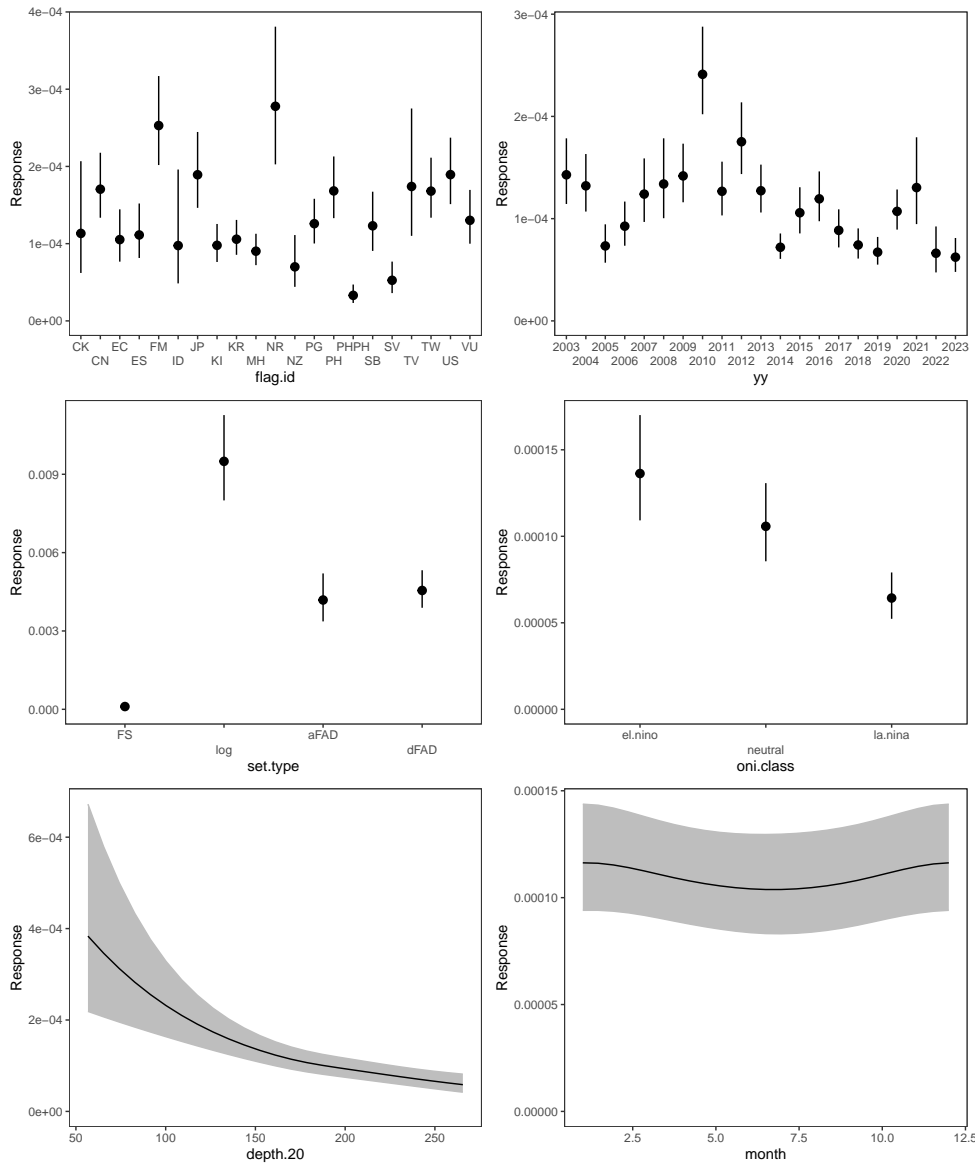 4e−04
3e−04
2e−04
1e−04
0e+00
Response
CK EC FM JP KR NR PG PHPH SV TW VU
CN ES ID KI MH NZ PH SB TV US
flag.id
3e−04
2e−04
1e−04
0e+00
Response
2003 2005 2007 2009 2011 2013 2015 2017 2019 2021 2023
2004 2006 2008 2010 2012 2014 2016 2018 2020 2022
yy
0.009
0.006
0.003
0.000
Response
FS aFAD
log dFAD
set.type
0.00015
0.00010
0.00005
0.00000
Response
el.nino la.nina
neutral
oni.class
6e−04
4e−04
2e−04
0e+00
Response
50 100 150 200 250
depth.20
0.00015
0.00010
0.00005
0.00000
Response
2.5 5.0 7.5 10.0 12.5
month